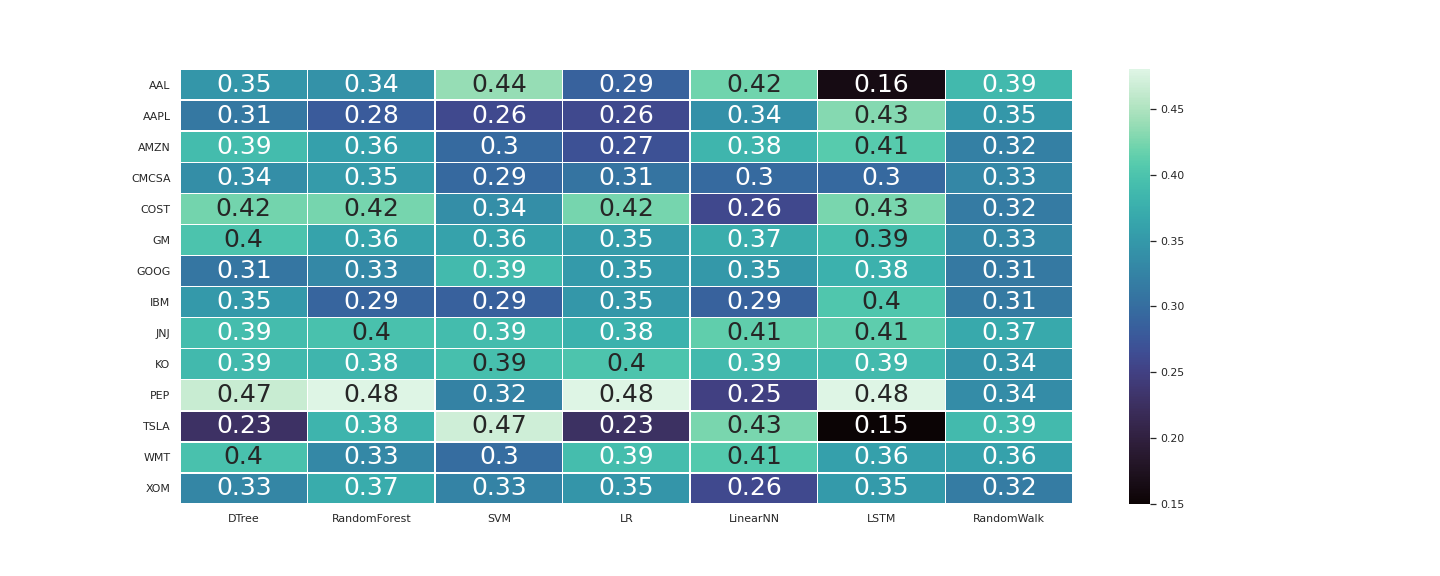 AAL 0.35 0.34 0.44 0.29 0.42 0.16 0.39
AAPL 0.31 0.28 0.26 0.26 0.34 0.43 0.35 0.45
AMZN 0.39 0.36 0.3 0.27 0.38 0.41 0.32
CMCSA 0.34 0.35 0.29 0.31 0.3 0.3 0.33 0.40
COST 0.42 0.42 0.34 0.42 0.26 0.43 0.32
GM 0.4 0.36 0.36 0.35 0.37 0.39 0.33 0.35
GOOG 0.31 0.33 0.39 0.35 0.35 0.38 0.31
IBM 0.35 0.29 0.29 0.35 0.29 0.4 0.31 0.30
JNJ 0.39 0.4 0.39 0.38 0.41 0.41 0.37
KO 0.39 0.38 0.39 0.4 0.39 0.39 0.34 0.25
PEP 0.47 0.48 0.32 0.48 0.25 0.48 0.34
TSLA 0.23 0.38 0.47 0.23 0.43 0.15 0.39 0.20
WMT 0.4 0.33 0.3 0.39 0.41 0.36 0.36
XOM 0.33 0.37 0.33 0.35 0.26 0.35 0.32 0.15
DTree RandomForest SVM LR LinearNN LSTM RandomWalk